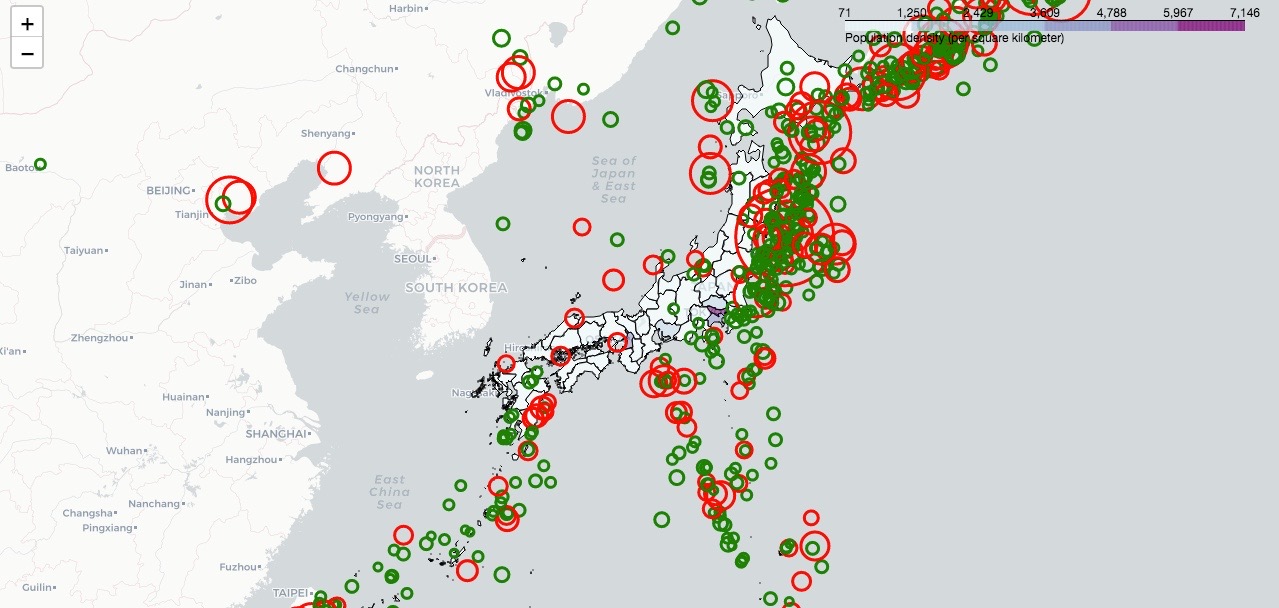 +
−
Harbin
71 1,250 2,429 3,609 4,788 5,967 7,146
Population density (per square kilometer)
Changchun
Vladivostok
Sapporo
Shenyang
Baotou
Sea of
Japan
& East
Sea
NORTH
KOREA
BEIJING
Tianjin
Pyongyang
Taiyuan
SEOUL
Jinan
Zibo
SOUTH KOREA
Yellow
Sea
Zhengzhou
Xi'an
Huainan
Nanjing
SHANGHAI
Wuhan
Hangzhou
East
China
Sea
Nanchang
Changsha
Pingxiang
Fuzhou
Guilin
TAIPEI